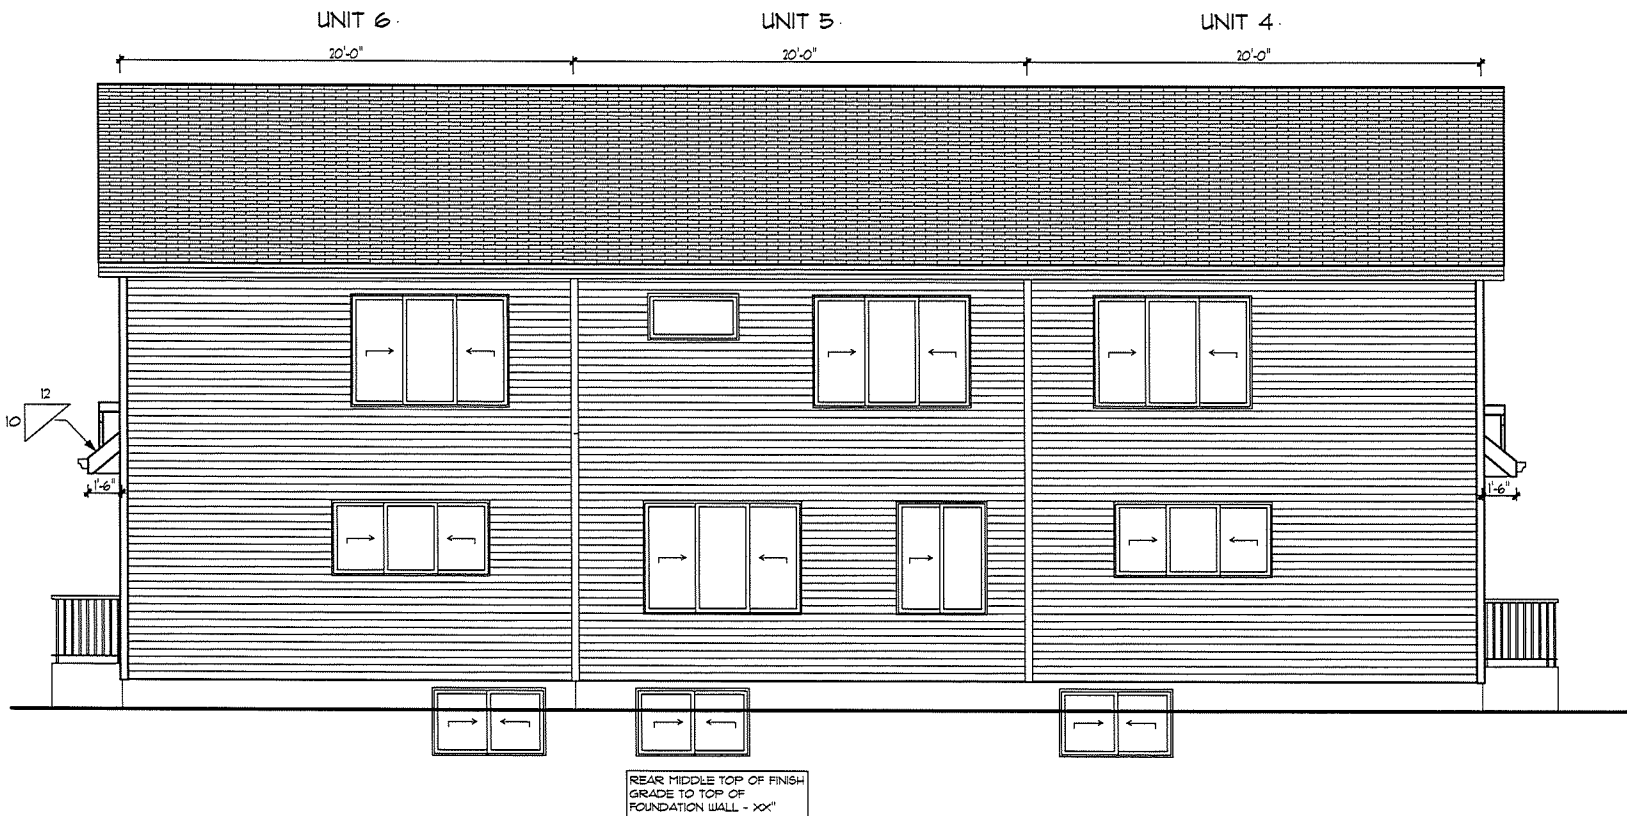 UNIT 6
UNIT 5
UNIT 4
20'-0"
20'-0"
20'-0"
12
10
1'-6"
1'-6"
REAR MIDDLE TOP OF FINISH
GRADE TO TOP OF
FOUNDATION WALL - XX"